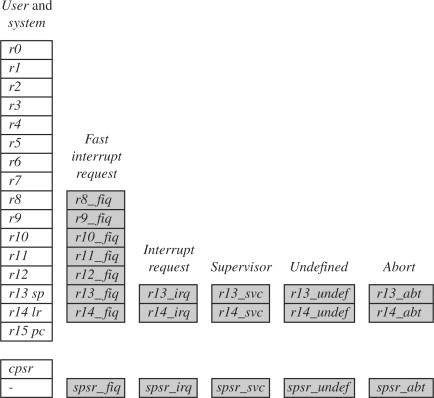 User and
system
r0
r1
r2
r3
r4
r5
r6
r7
r8
r9
r10
r11
r12
r13 sp
r14 lr
r15 pc
cpsr
-
Fast
interrupt
request
r8_fiq
r9_fiq
r10_fiq
r11_fiq
r12_fiq
r13_fiq
r14_fiq
spsr_fiq
Interrupt
request
r13_irq
r14_irq
spsr_irq
Supervisor
r13_svc
r14_svc
spsr_svc
Undefined
r13_undef
r14_undef
spsr_undef
Abort
r13_abt
r14_abt
spsr_abt